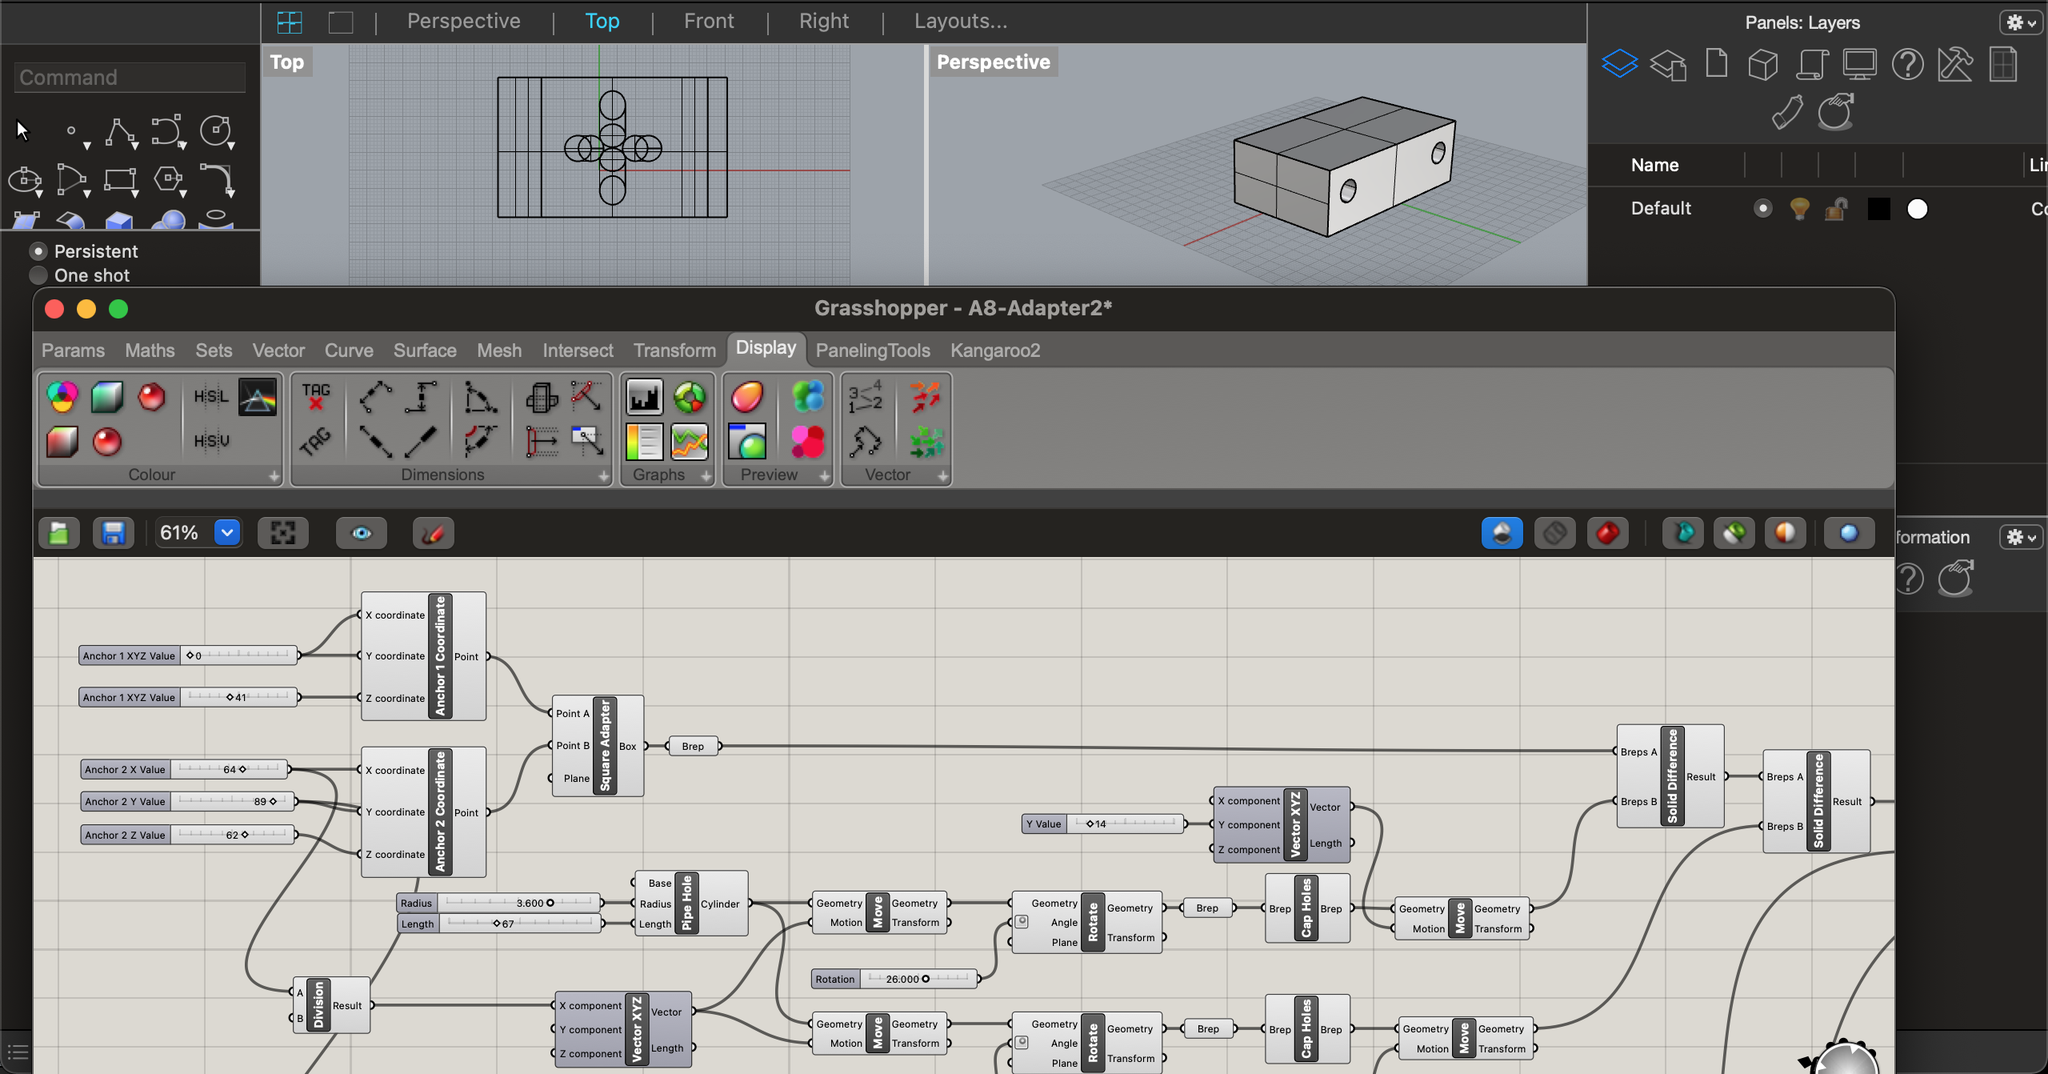 Perspective | Top | Front | Right | Layouts...
Panels: Layers
Command
Top
Perspective
Name
Lin
Default
Co
Persistent
One shot
Grasshopper - A8-Adapter2*
Params Maths Sets Vector Curve Surface Mesh Intersect Transform Display PanelingTools Kangaroo2
H·S·L
H·S·V
TAG
TAG
3 4
1 2
Colour
Dimensions
Graphs
Preview
Vector
61%
formation
Anchor 1 XYZ Value 0
Anchor 1 XYZ Value 41
X coordinate
Y coordinate
Z coordinate
Anchor 1 Coordinate
Point
Anchor 2 X Value 64
Anchor 2 Y Value 89
Anchor 2 Z Value 62
X coordinate
Y coordinate
Z coordinate
Anchor 2 Coordinate
Point
Point A
Point B
Plane
Square Adapter
Box
Brep
Breps A
Breps B
Solid Difference
Result
Breps A
Breps B
Solid Difference
Result
Y Value 14
X component
Y component
Z component
Vector XYZ
Vector
Length
Radius 3.600
Length 67
Base
Radius
Length
Pipe Hole
Cylinder
Geometry
Motion
Move
Geometry
Transform
Geometry
Angle
Plane
Rotate
Geometry
Transform
Brep
Brep
Cap Holes
Brep
Geometry
Motion
Move
Geometry
Transform
Rotation 26.000
A
B
Division
Result
X component
Y component
Z component
Vector XYZ
Vector
Length
Geometry
Motion
Move
Geometry
Transform
Geometry
Angle
Plane
Rotate
Geometry
Transform
Brep
Brep
Cap Holes
Brep
Geometry
Motion
Move
Geometry
Transform